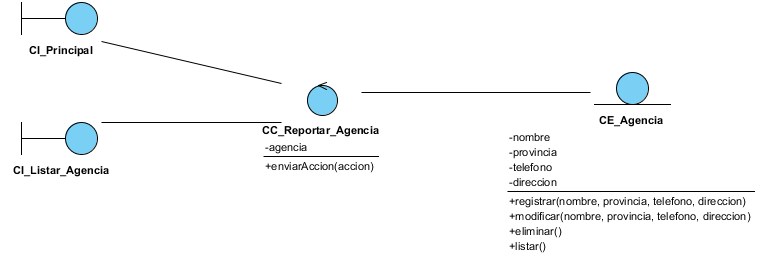 CI_Principal
CI_Listar_Agencia
CC_Reportar_Agencia
-agencia
+enviarAccion(accion)
CE_Agencia
-nombre
-provincia
-telefono
-direccion
+registrar(nombre, provincia, telefono, direccion)
+modificar(nombre, provincia, telefono, direccion)
+eliminar()
+listar()